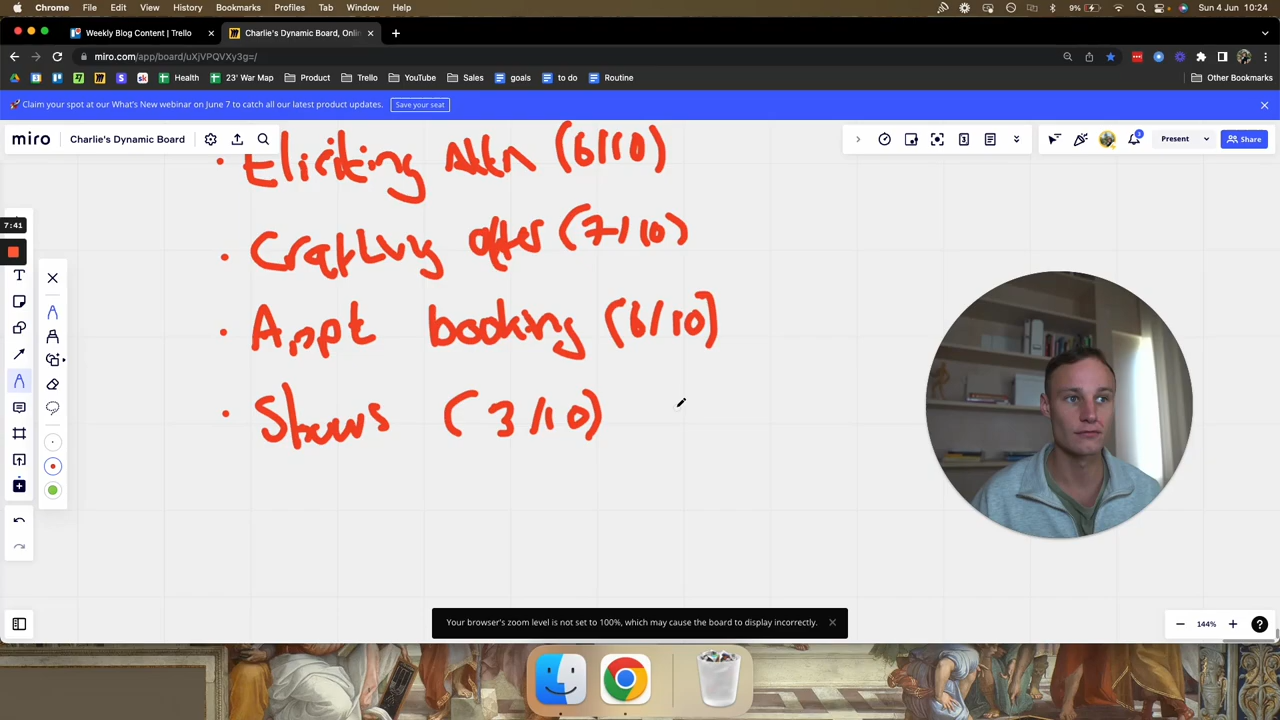 Chrome File Edit View History Bookmarks Profiles Tab Window Help 9% Sun 4 Jun 10:24
Weekly Blog Content | Trello
Charlie's Dynamic Board, Onlin
miro.com/app/board/uXjVPQVXy3g=/
Health 23' War Map Product Trello YouTube Sales goals to do Routine Other Bookmarks
🚀 Claim your spot at our What's New webinar on June 7 to catch all our latest product updates. Save your seat
miro Charlie's Dynamic Board 3 Present Share
7:41
• Eliciting Attn (6/10)
• Crafting offer (7/10)
• Appt booking (6/10)
• Shows (3/10)
Your browser's zoom level is not set to 100%, which may cause the board to display incorrectly.
144%